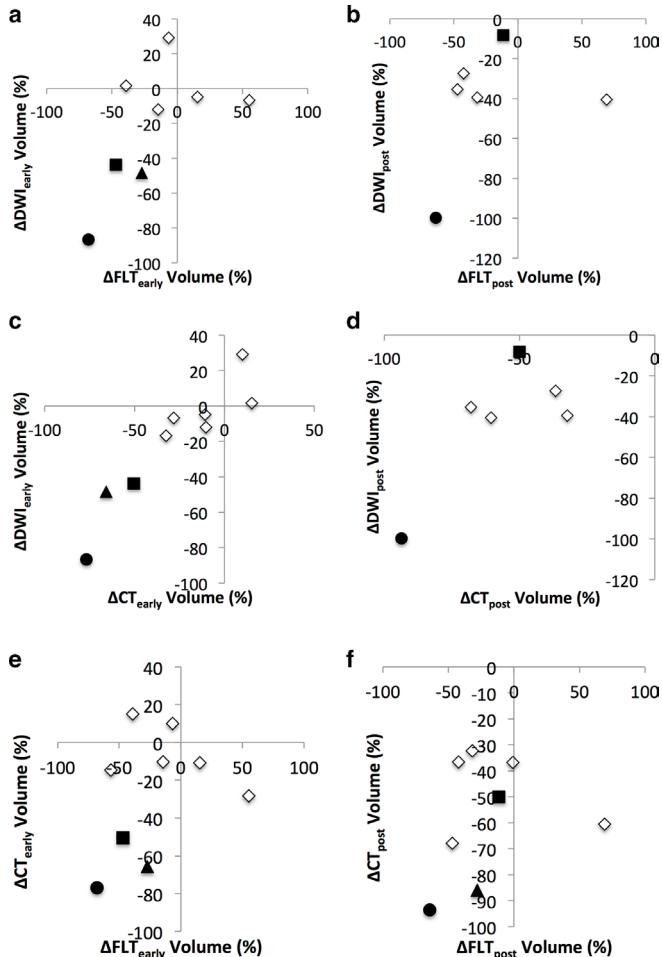 a
40
20
0
-100 -50 0 50 100
-20
-40
-60
-80
-100
ΔDWIearly Volume (%)
ΔFLTearly Volume (%)
b
0
-100 -50 0 50 100
-20
-40
-60
-80
-100
-120
ΔDWIpost Volume (%)
ΔFLTpost Volume (%)
c
40
20
0
-100 -50 0 50
-20
-40
-60
-80
-100
ΔDWIearly Volume (%)
ΔCTearly Volume (%)
d
0
-100 -50 0
-20
-40
-60
-80
-100
-120
ΔDWIpost Volume (%)
ΔCTpost Volume (%)
e
40
20
0
-100 -50 0 50 100
-20
-40
-60
-80
-100
ΔCTearly Volume (%)
ΔFLTearly Volume (%)
f
0
-100 -50 0 50 100
-10
-20
-30
-40
-50
-60
-70
-80
-90
-100
ΔCTpost Volume (%)
ΔFLTpost Volume (%)